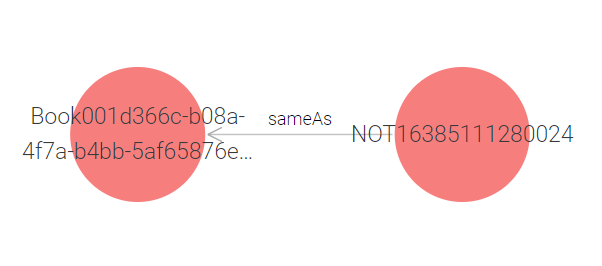 Book001d366c-b08a-
4f7a-b4bb-5af65876e...
sameAs
NOT16385111280024